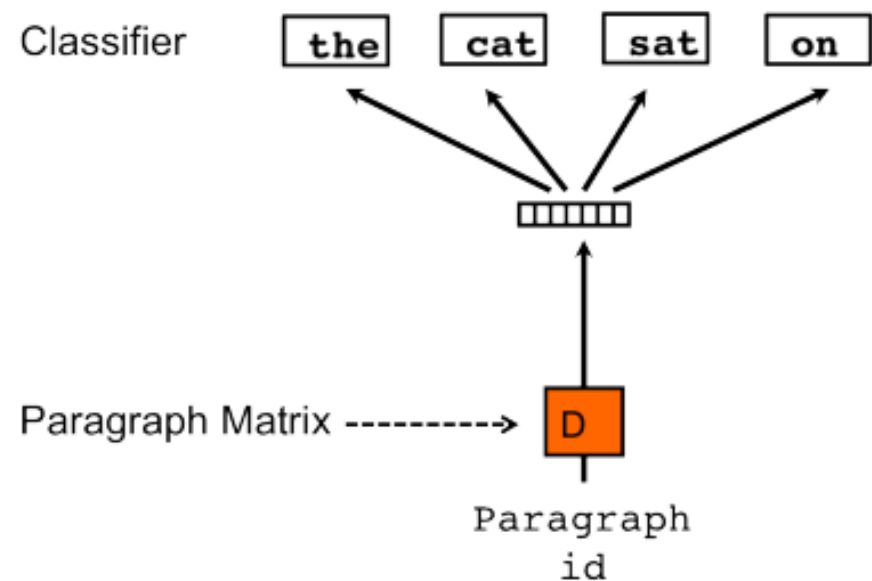 Classifier the cat sat on
Paragraph Matrix D
Paragraph
id